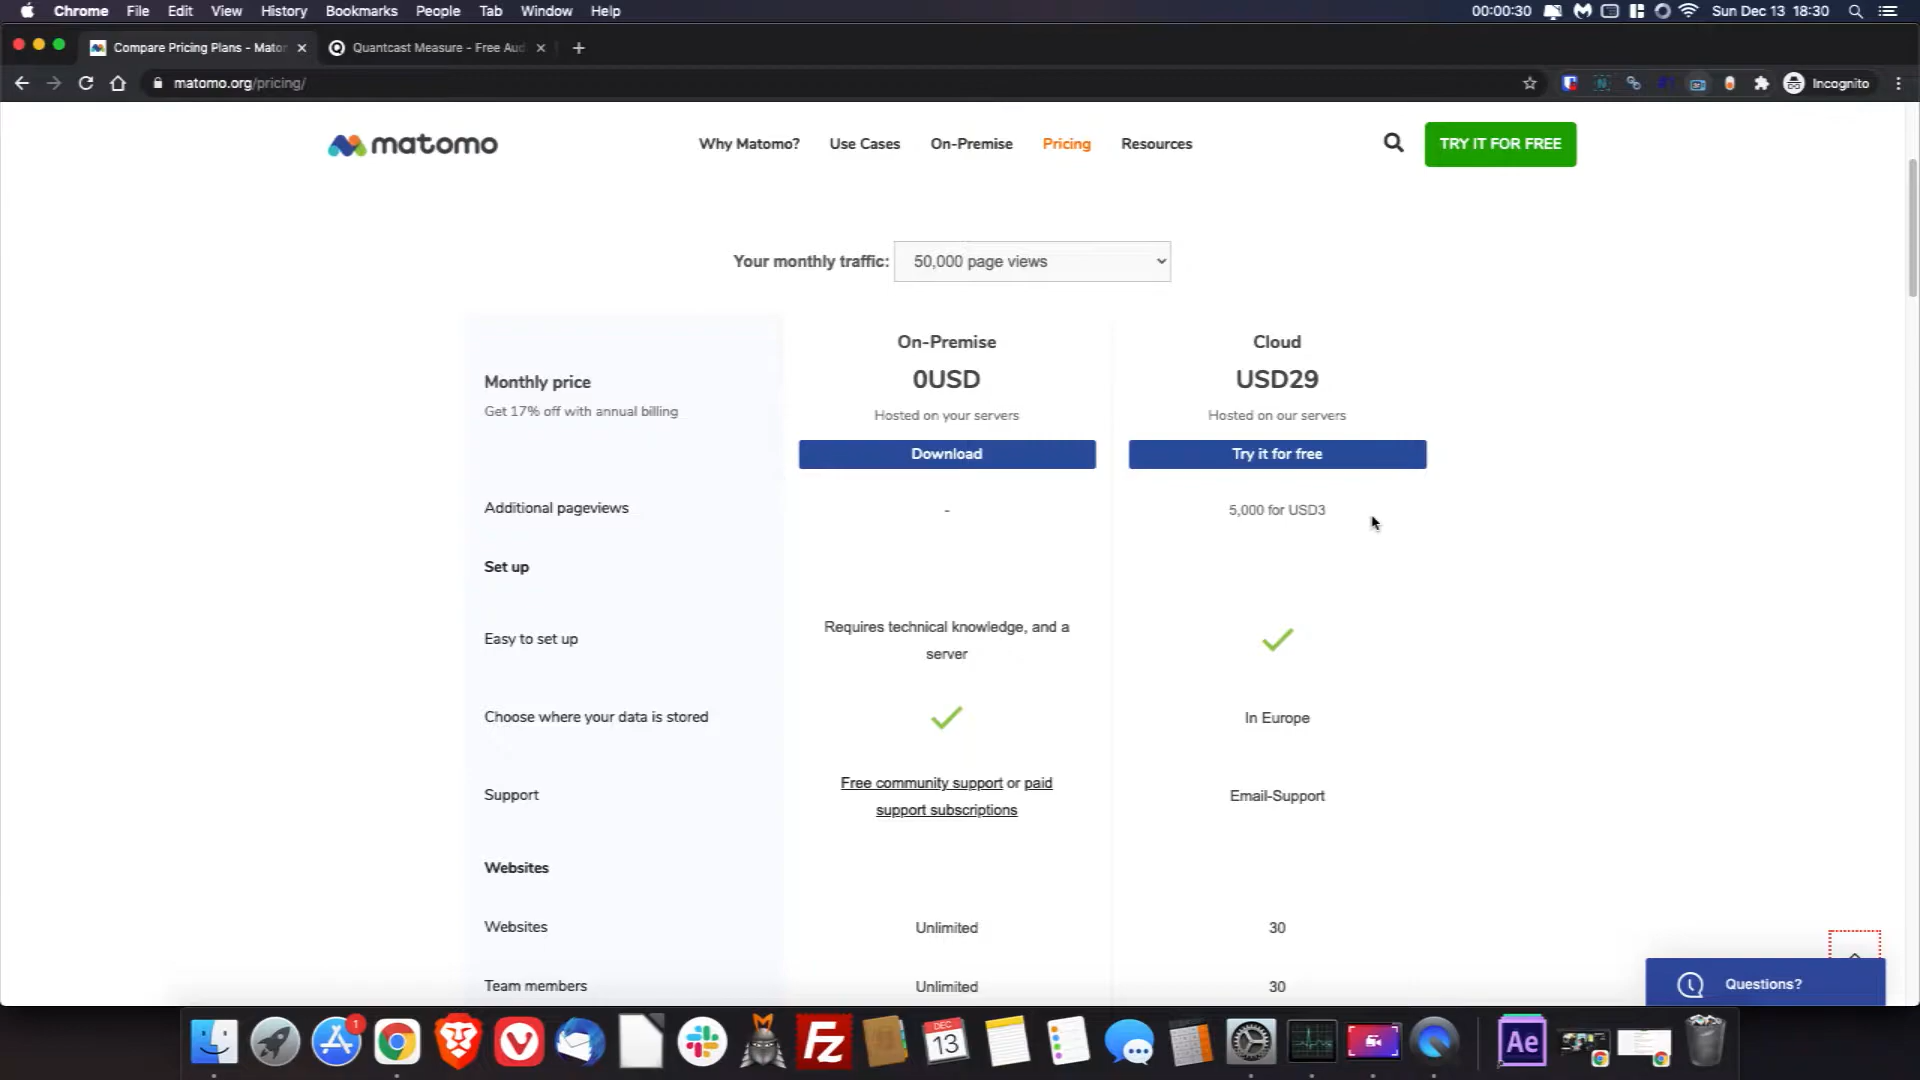 Chrome File Edit View History Bookmarks People Tab Window Help 00:00:30 Sun Dec 13 18:30
Compare Pricing Plans - Mato Quantcast Measure - Free Aud
matomo.org/pricing/ Incognito
matomo Why Matomo? Use Cases On-Premise Pricing Resources TRY IT FOR FREE
Your monthly traffic: 50,000 page views
On-Premise Cloud
Monthly price 0USD USD29
Get 17% off with annual billing Hosted on your servers Hosted on our servers
Download Try it for free
Additional pageviews - 5,000 for USD3
Set up
Easy to set up Requires technical knowledge, and a
server
Choose where your data is stored In Europe
Support Free community support or paid
support subscriptions Email-Support
Websites
Websites Unlimited 30
Team members Unlimited 30
Questions?
1 FZ DEC 13 Ae